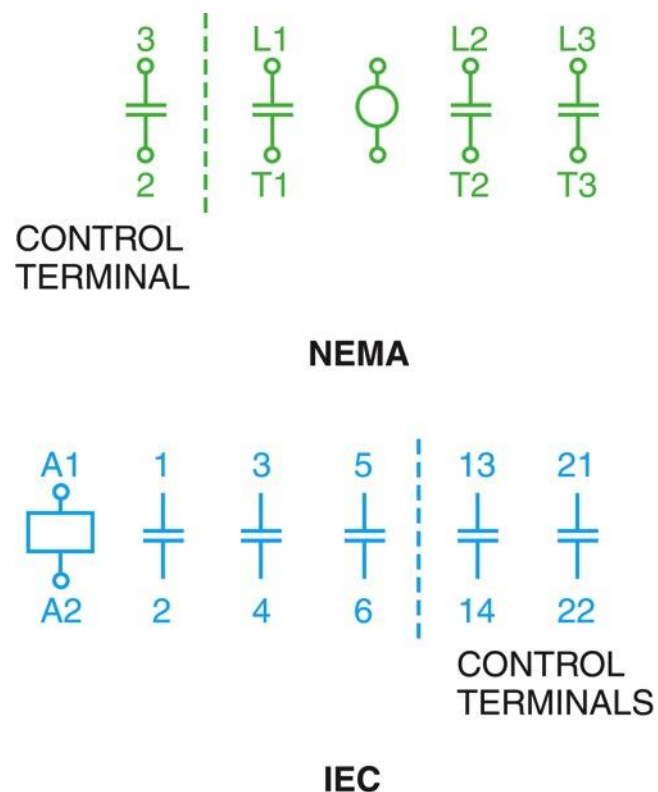 3 L1 L2 L3
2 T1 T2 T3
CONTROL
TERMINAL
NEMA
A1 1 3 5 13 21
A2 2 4 6 14 22
CONTROL
TERMINALS
IEC